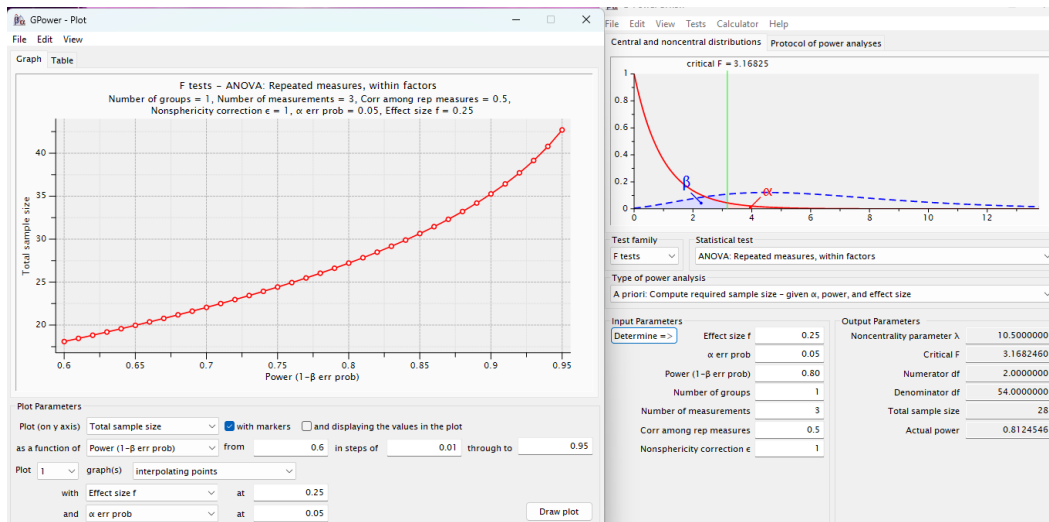 GPower - Plot
File Edit View
Graph Table
F tests - ANOVA: Repeated measures, within factors
Number of groups = 1, Number of measurements = 3, Corr among rep measures = 0.5,
Nonsphericity correction ϵ = 1, α err prob = 0.05, Effect size f = 0.25
Total sample size
40
35
30
25
20
0.6 0.65 0.7 0.75 0.8 0.85 0.9 0.95
Power (1-β err prob)
Plot Parameters
Plot (on y axis) Total sample size with markers and displaying the values in the plot
as a function of Power (1-β err prob) from 0.6 in steps of 0.01 through to 0.95
Plot 1 graph(s) interpolating points
with Effect size f at 0.25
and α err prob at 0.05
Draw plot
File Edit View Tests Calculator Help
Central and noncentral distributions Protocol of power analyses
critical F = 3.16825
1
0.8
0.6
0.4
0.2
0
β
α
0 2 4 6 8 10 12
Test family Statistical test
F tests ANOVA: Repeated measures, within factors
Type of power analysis
A priori: Compute required sample size - given α, power, and effect size
Input Parameters Output Parameters
Determine => Effect size f 0.25 Noncentrality parameter λ 10.5000000
α err prob 0.05 Critical F 3.1682460
Power (1-β err prob) 0.80 Numerator df 2.0000000
Number of groups 1 Denominator df 54.0000000
Number of measurements 3 Total sample size 28
Corr among rep measures 0.5 Actual power 0.8124546
Nonsphericity correction ϵ 1